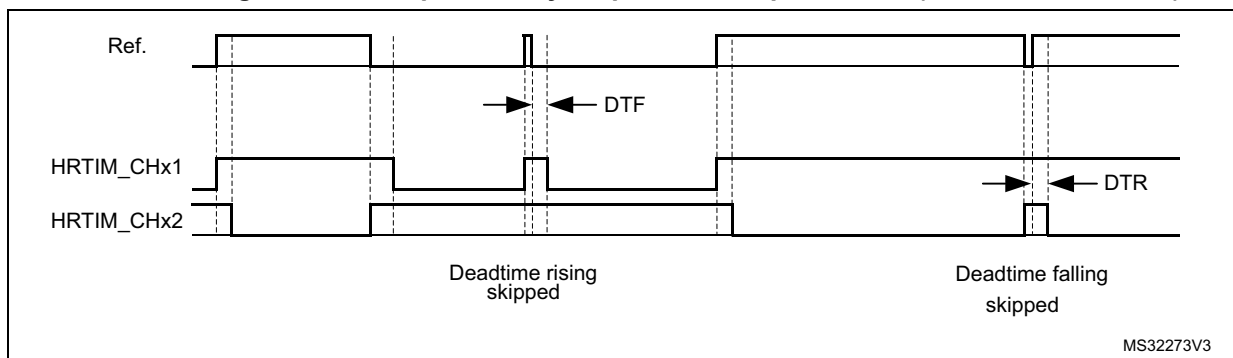 Ref.
DTF
HRTIM_CHx1
DTR
HRTIM_CHx2
Deadtime rising
skipped
Deadtime falling
skipped
MS32273V3